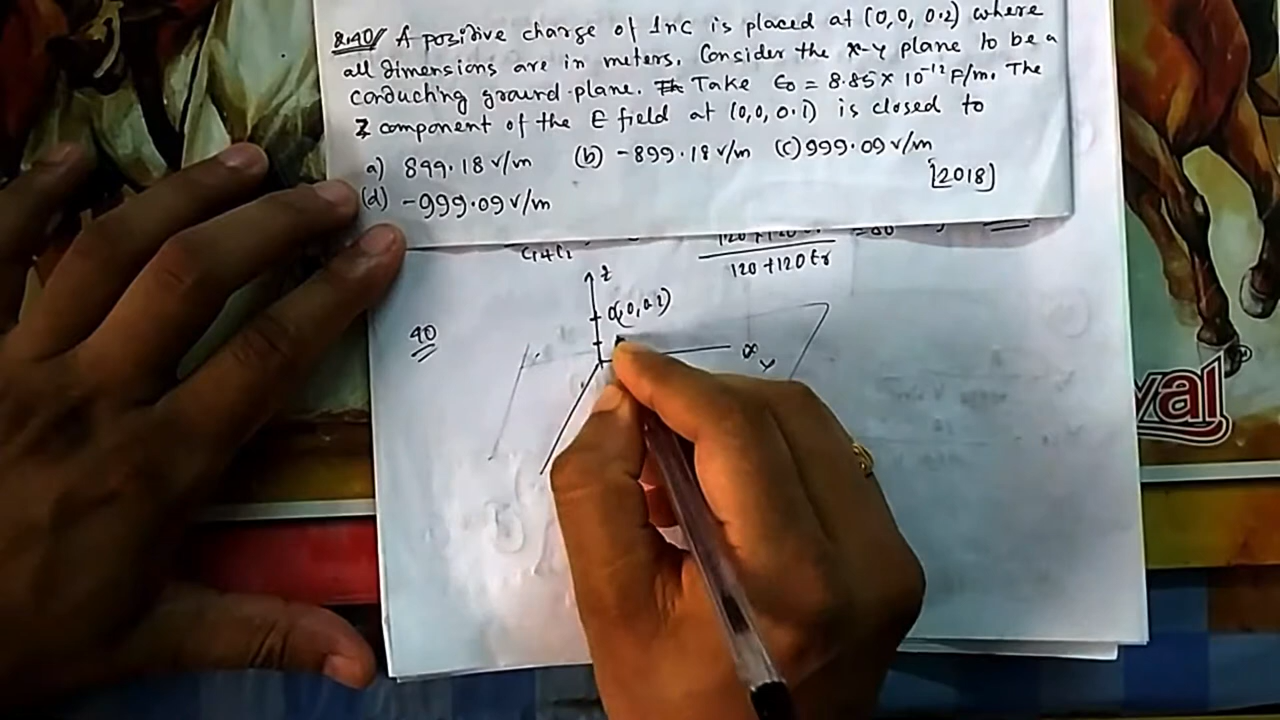 Q.40/ A positive charge of 1nC is placed at (0,0, 0.2) where
all dimensions are in meters. Consider the x-y plane to be a
conducting ground plane. Take ϵ0 = 8.85 × 10^-12 F/m. The
Z component of the E field at (0,0, 0.1) is closed to
a) 899.18 v/m (b) -899.18 v/m (c) 999.09 v/m
(d) -999.09 v/m [2018]
C1+C2
120 + 120 ϵr
z
(0,0.2)
40
y
yal